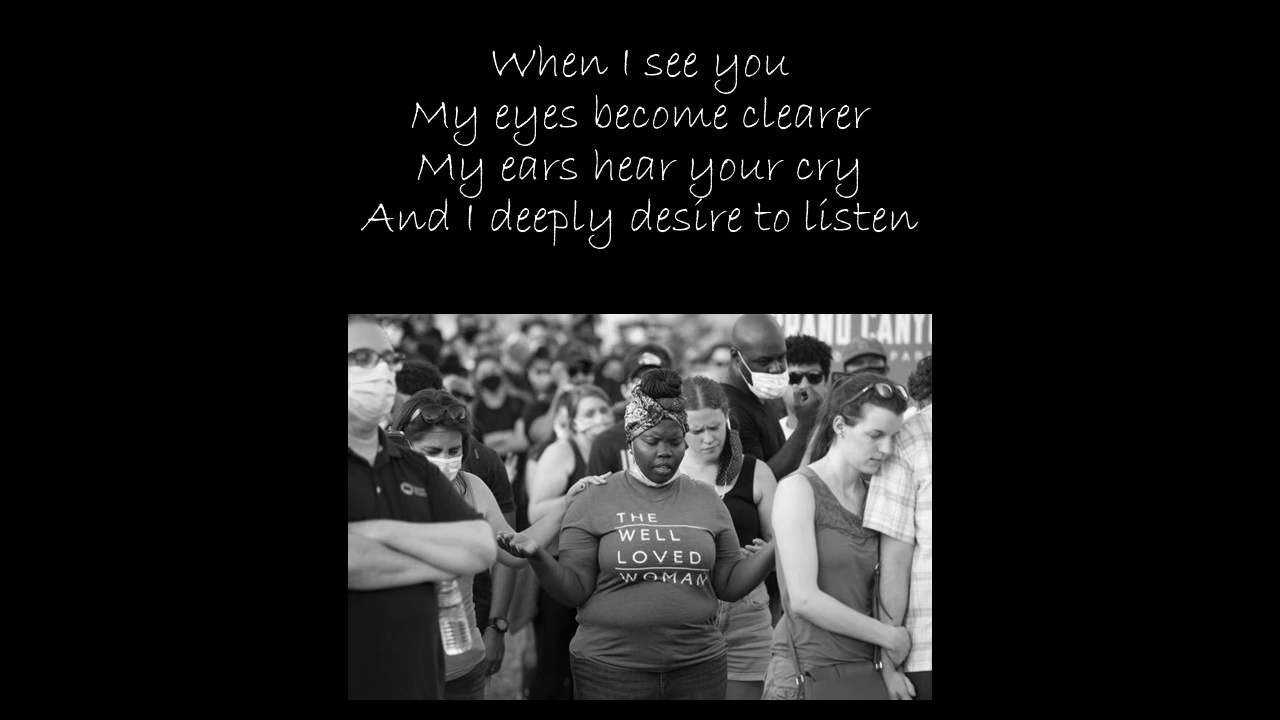 When I see you
My eyes become clearer
My ears hear your cry
And I deeply desire to listen
THE
WELL
LOVED
WOMAN